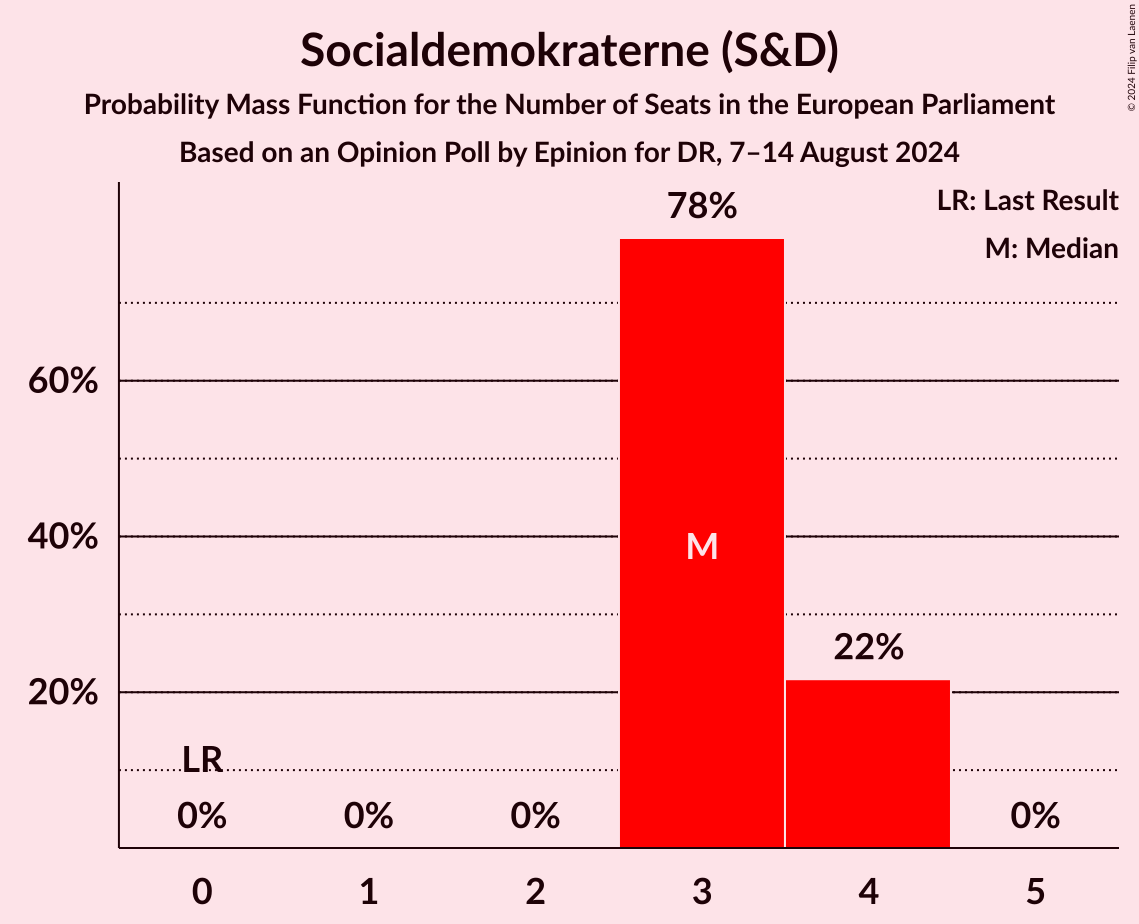 Socialdemokraterne (S&D)
Probability Mass Function for the Number of Seats in the European Parliament
Based on an Opinion Poll by Epinion for DR, 7–14 August 2024
© 2024 Filip van Laenen
LR: Last Result
M: Median
78%
60%
40%
M
22%
20%
LR
0%
0%
0%
0%
0
1
2
3
4
5